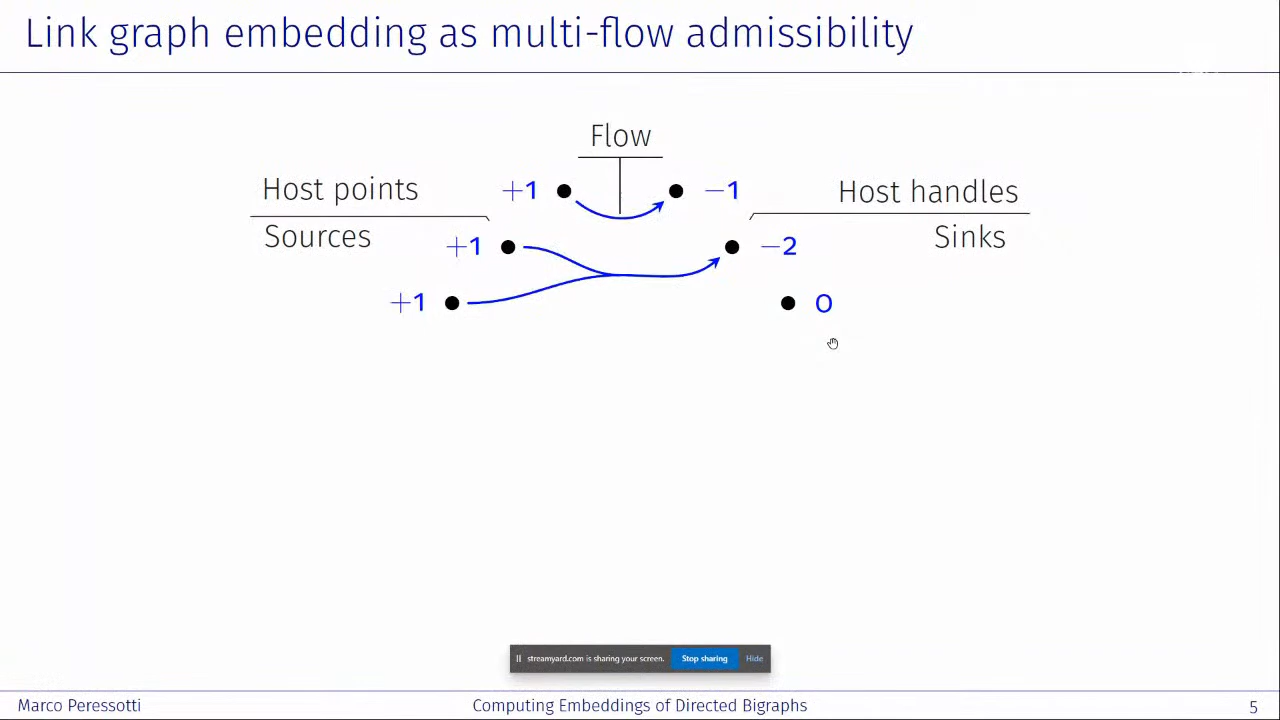 Link graph embedding as multi-flow admissibility
Flow
Host points
+1
−1
Host handles
Sources
+1
−2
Sinks
+1
0
streamyard.com is sharing your screen.
Stop sharing
Hide
Marco Peressotti
Computing Embeddings of Directed Bigraphs
5